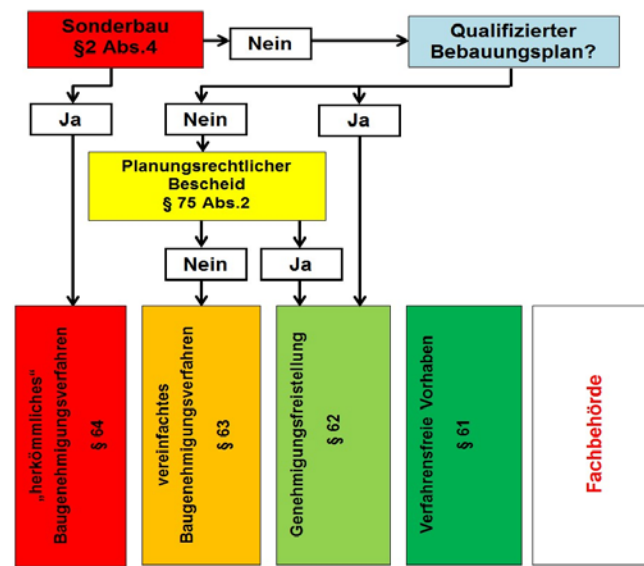 Sonderbau
§2 Abs.4
Nein
Qualifizierter
Bebauungsplan?
Ja
Nein
Ja
Planungsrechtlicher
Bescheid
§ 75 Abs.2
Nein
Ja
„herkömmliches“
Baugenehmigungsverfahren
§ 64
vereinfachtes
Baugenehmigungsverfahren
§ 63
Genehmigungsfreistellung
§ 62
Verfahrensfreie Vorhaben
§ 61
Fachbehörde